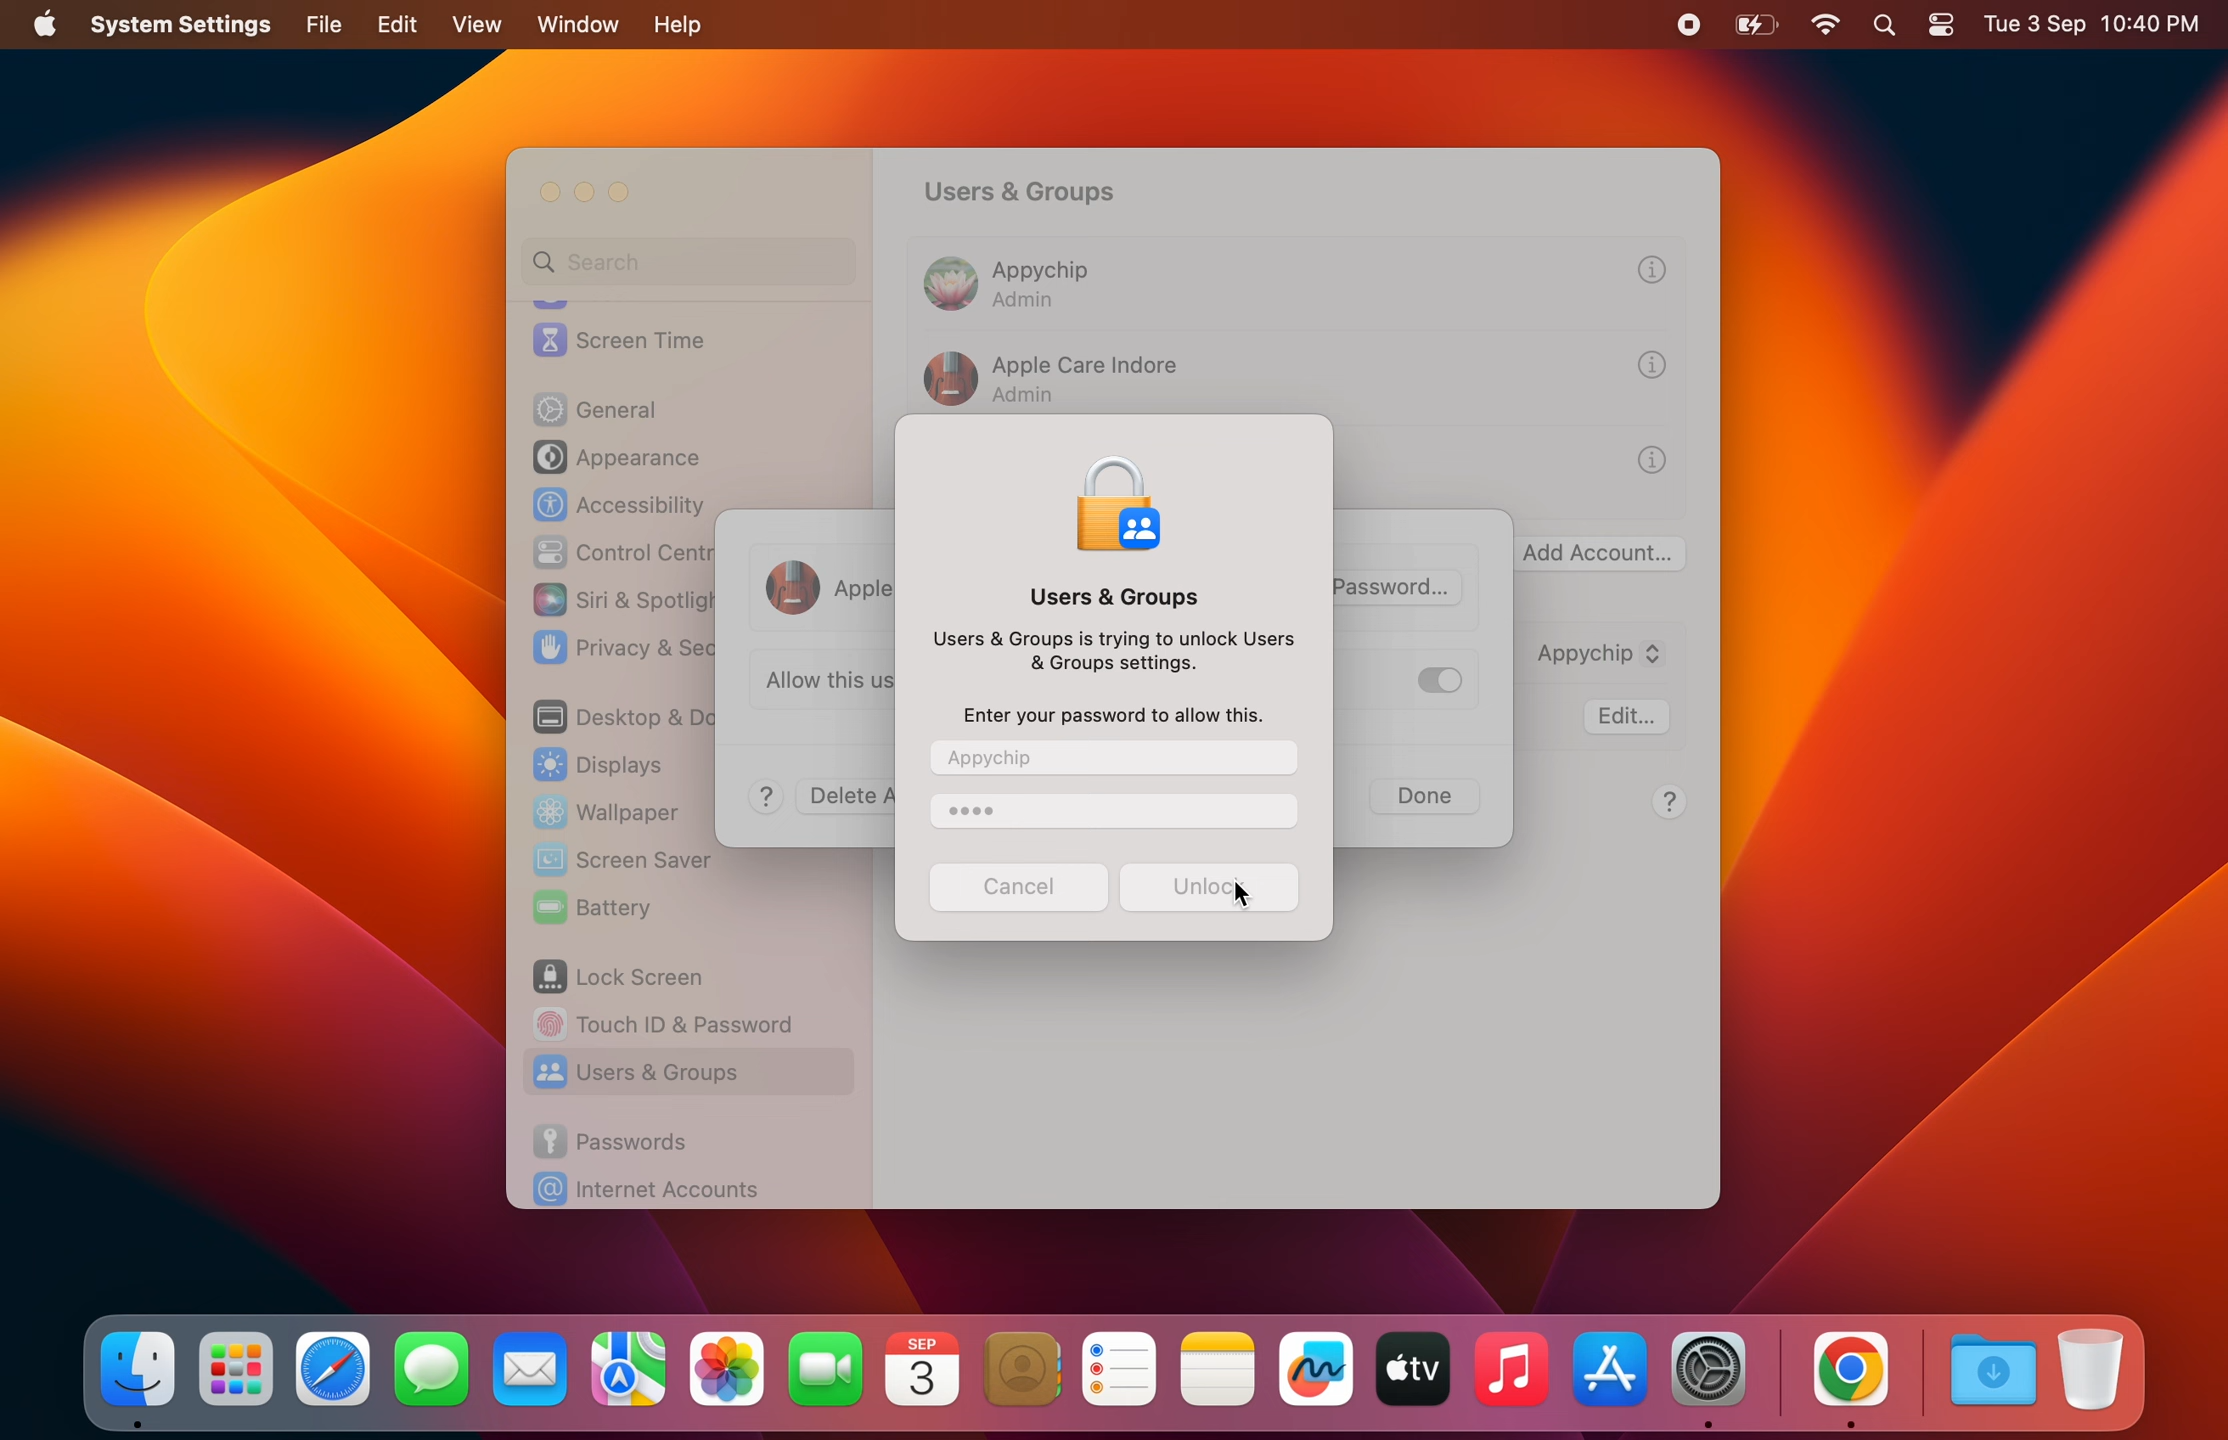 System Settings File Edit View Window Help Tue 3 Sep 10:40 PM
Search
Screen Time
General
Appearance
Accessibility
Control Centr
Siri & Spotligh
Privacy & Sec
Desktop & Do
Displays
Wallpaper
Screen Saver
Battery
Lock Screen
Touch ID & Password
Users & Groups
Passwords
Internet Accounts
Users & Groups
Appychip
Admin
Apple Care Indore
Admin
Add Account...
Appychip
Edit...
?
Apple
Password...
Allow this us
?
Delete A
Done
Users & Groups
Users & Groups is trying to unlock Users
& Groups settings.
Enter your password to allow this.
Appychip
••••
Cancel
Unlock
SEP
3
tv